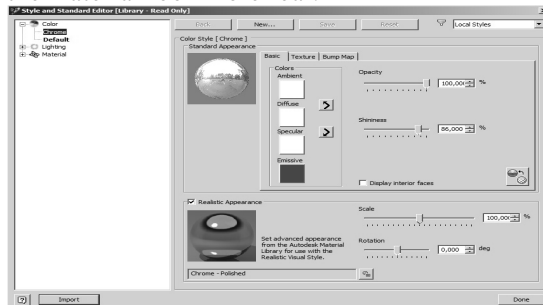 Style and Standard Editor [Library - Read Only]
Back New... Save Reset Local Styles
Color
Chrome
Default
Lighting
Material
Color Style [ Chrome ]
Standard Appearance
Basic Texture Bump Map
Colors
Ambient
Diffuse
Specular
Emissive
Opacity
100,00 %
Shininess
86,000 %
Display interior faces
Realistic Appearance
Set advanced appearance
from the Autodesk Material
Library for use with the
Realistic Visual Style.
Chrome - Polished
Scale
100,00 %
Rotation
0,000 deg
Import Done